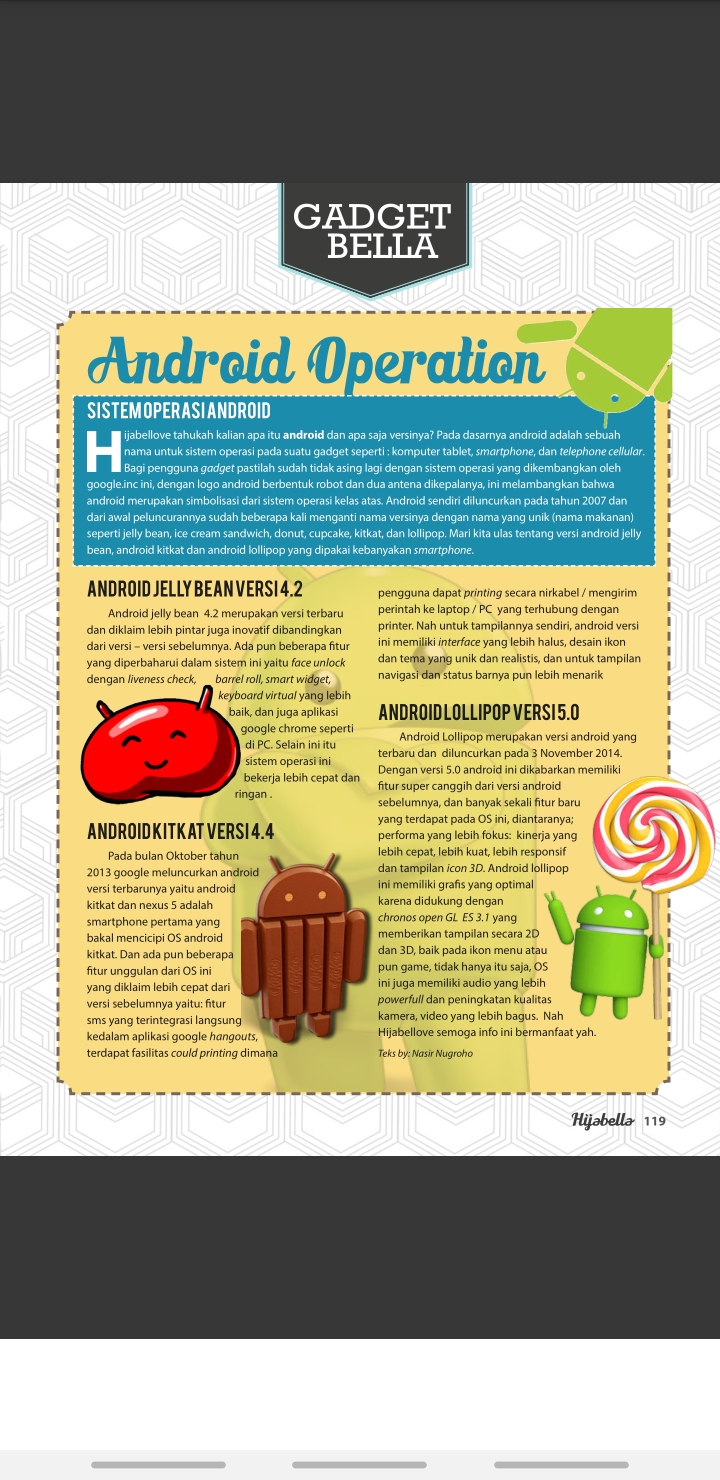 GADGET
BELLA
Android Operation
SISTEM OPERASI ANDROID
Hijabellove tahukah kalian apa itu android dan apa saja versinya? Pada dasarnya android adalah sebuah
nama untuk sistem operasi pada suatu gadget seperti : komputer tablet, smartphone, dan telephone cellular.
Bagi pengguna gadget pastilah sudah tidak asing lagi dengan sistem operasi yang dikembangkan oleh
google.inc ini, dengan logo android berbentuk robot dan dua antena dikepalanya, ini melambangkan bahwa
android merupakan simbolisasi dari sistem operasi kelas atas. Android sendiri diluncurkan pada tahun 2007 dan
dari awal peluncurannya sudah beberapa kali menganti nama versinya dengan nama yang unik (nama makanan)
seperti jelly bean, ice cream sandwich, donut, cupcake, kitkat, dan lollipop. Mari kita ulas tentang versi android jelly
bean, android kitkat dan android lollipop yang dipakai kebanyakan smartphone.
ANDROID JELLY BEAN VERSI 4.2
Android jelly bean 4.2 merupakan versi terbaru
dan diklaim lebih pintar juga inovatif dibandingkan
dari versi – versi sebelumnya. Ada pun beberapa fitur
yang diperbaharui dalam sistem ini yaitu face unlock
dengan liveness check, barrel roll, smart widget,
keyboard virtual yang lebih
baik, dan juga aplikasi
google chrome seperti
di PC. Selain ini itu
sistem operasi ini
bekerja lebih cepat dan
ringan .
ANDROID KITKAT VERSI 4.4
Pada bulan Oktober tahun
2013 google meluncurkan android
versi terbarunya yaitu android
kitkat dan nexus 5 adalah
smartphone pertama yang
bakal mencicipi OS android
kitkat. Dan ada pun beberapa
fitur unggulan dari OS ini
yang diklaim lebih cepat dari
versi sebelumnya yaitu: fitur
sms yang terintegrasi langsung
kedalam aplikasi google hangouts,
terdapat fasilitas could printing dimana
pengguna dapat printing secara nirkabel / mengirim
perintah ke laptop / PC yang terhubung dengan
printer. Nah untuk tampilannya sendiri, android versi
ini memiliki interface yang lebih halus, desain ikon
dan tema yang unik dan realistis, dan untuk tampilan
navigasi dan status barnya pun lebih menarik
ANDROID LOLLIPOP VERSI 5.0
Android Lollipop merupakan versi android yang
terbaru dan diluncurkan pada 3 November 2014.
Dengan versi 5.0 android ini dikabarkan memiliki
fitur super canggih dari versi android
sebelumnya, dan banyak sekali fitur baru
yang terdapat pada OS ini, diantaranya;
performa yang lebih fokus: kinerja yang
lebih cepat, lebih kuat, lebih responsif
dan tampilan icon 3D. Android lollipop
ini memiliki grafis yang optimal
karena didukung dengan
chronos open GL ES 3.1 yang
memberikan tampilan secara 2D
dan 3D, baik pada ikon menu atau
pun game, tidak hanya itu saja, OS
ini juga memiliki audio yang lebih
powerfull dan peningkatan kualitas
kamera, video yang lebih bagus. Nah
Hijabellove semoga info ini bermanfaat yah.
Teks by: Nasir Nugroho
Hijabella 119